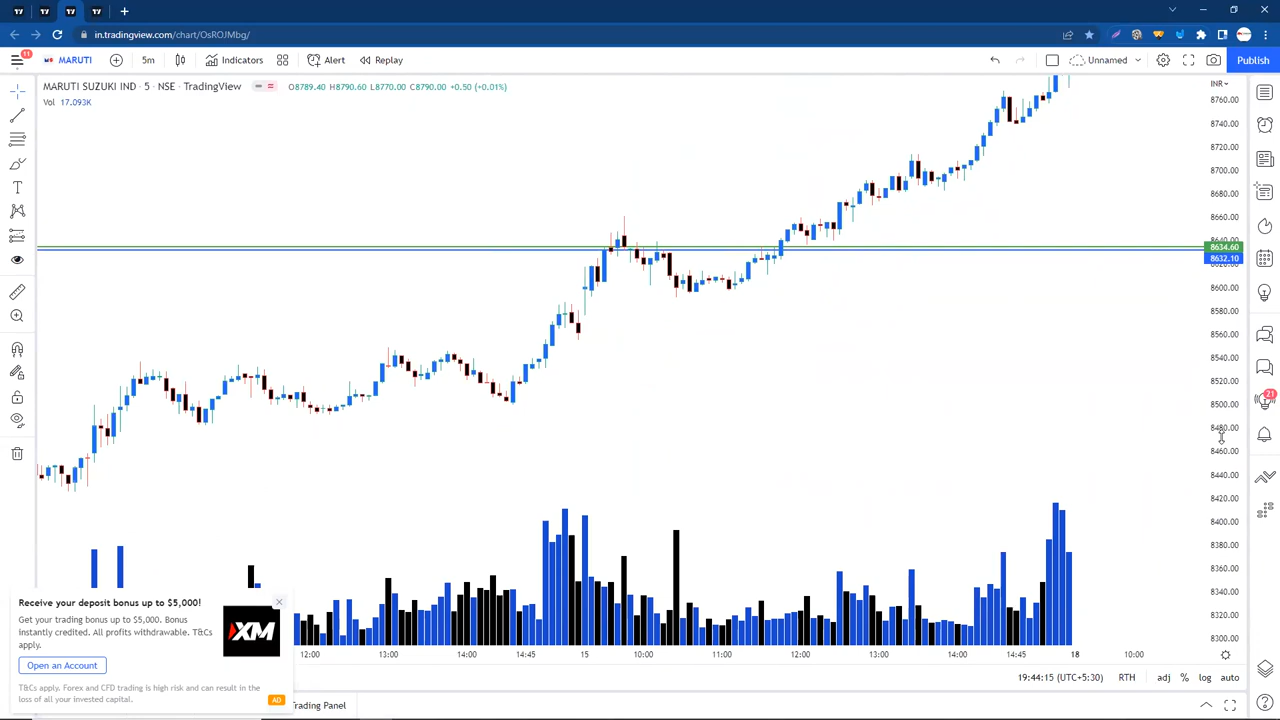 in.tradingview.com/chart/OsROJMbg/
11
MARUTI
5m
Indicators
Alert
Replay
Unnamed
Publish
MARUTI SUZUKI IND · 5 · NSE · TradingView
O8789.40 H8790.60 L8770.00 C8790.00 +0.50 (+0.01%)
INR
Vol 17.093K
8760.00
8740.00
8720.00
8700.00
8680.00
8660.00
8640.00
8634.60
8632.10
8620.00
8600.00
8580.00
8560.00
8540.00
8520.00
8500.00
8480.00
8460.00
8440.00
8420.00
8400.00
8380.00
8360.00
8340.00
8320.00
8300.00
21
Receive your deposit bonus up to $5,000!
Get your trading bonus up to $5,000. Bonus
instantly credited. All profits withdrawable. T&Cs
apply.
XM
Open an Account
T&Cs apply. Forex and CFD trading is high risk and can result in the
loss of all your invested capital.
AD
12:00 13:00 14:00 14:45 15 10:00 11:00 12:00 13:00 14:00 14:45 18 10:00
19:44:15 (UTC+5:30) RTH adj % log auto
Trading Panel